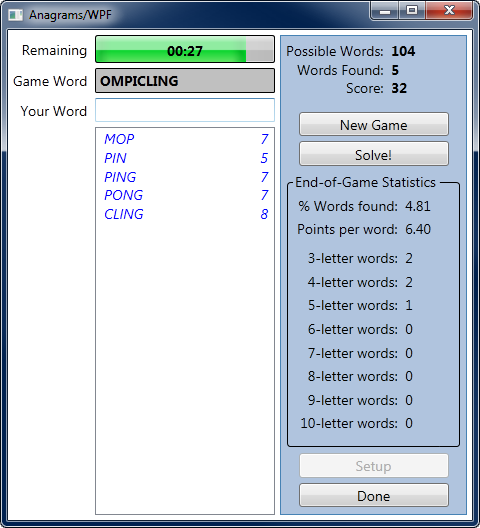 Anagrams/WPF
Remaining 00:27
Game Word OMPICLING
Your Word
MOP 7
PIN 5
PING 7
PONG 7
CLING 8
Possible Words: 104
Words Found: 5
Score: 32
New Game
Solve!
End-of-Game Statistics
% Words found: 4.81
Points per word: 6.40
3-letter words: 2
4-letter words: 2
5-letter words: 1
6-letter words: 0
7-letter words: 0
8-letter words: 0
9-letter words: 0
10-letter words: 0
Setup
Done